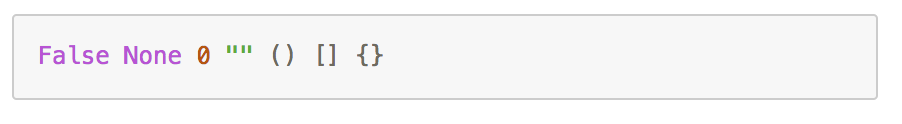 False None 0 "" () [] {}